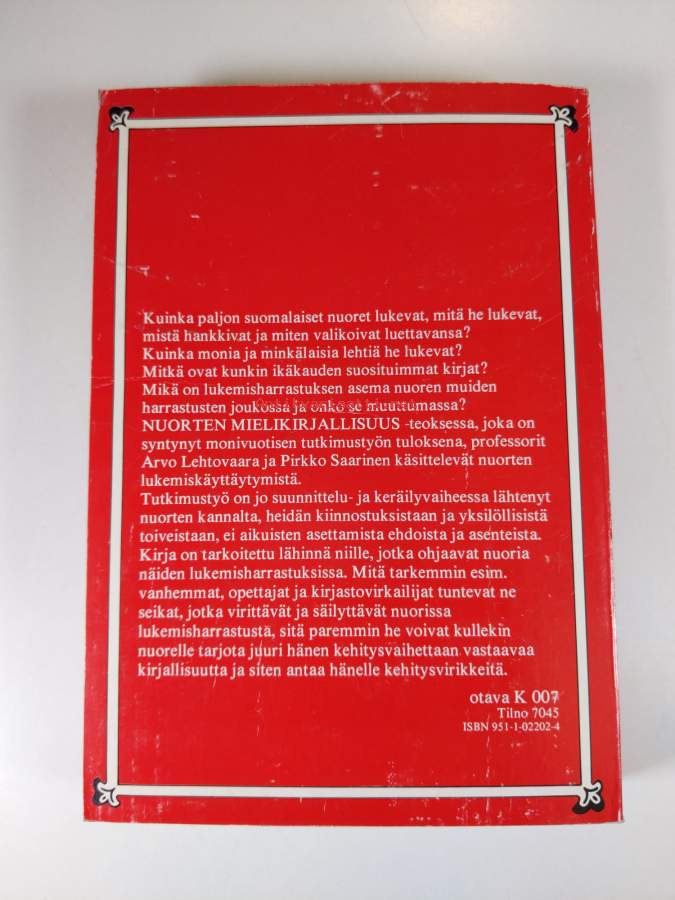 Kuinka paljon suomalaiset nuoret lukevat, mitä he lukevat,
mistä hankkivat ja miten valikoivat luettavansa?
Kuinka monia ja minkälaisia lehtiä he lukevat?
Mitkä ovat kunkin ikäkauden suosituimmat kirjat?
Mikä on lukemisharrastuksen asema nuoren muiden
harrastusten joukossa ja onko se muuttumassa?
NUORTEN MIELIKIRJALLISUUS -teoksessa, joka on
syntynyt monivuotisen tutkimustyön tuloksena, professorit
Arvo Lehtovaara ja Pirkko Saarinen käsittelevät nuorten
lukemiskäyttäytymistä.
Tutkimustyö on jo suunnittelu- ja keräilyvaiheessa lähtenyt
nuorten kannalta, heidän kiinnostuksistaan ja yksilöllisistä
toiveistaan, ei aikuisten asettamista ehdoista ja asenteista.
Kirja on tarkoitettu lähinnä niille, jotka ohjaavat nuoria
näiden lukemisharrastuksissa. Mitä tarkemmin esim.
vanhemmat, opettajat ja kirjastovirkailijat tuntevat ne
seikat, jotka virittävät ja säilyttävät nuorissa
lukemisharrastusta, sitä paremmin he voivat kullekin
nuorelle tarjota juuri hänen kehitysvaihettaan vastaavaa
kirjallisuutta ja siten antaa hänelle kehitysvirikkeitä.
otava K 007
Tilno 7045
ISBN 951-1-02202-4